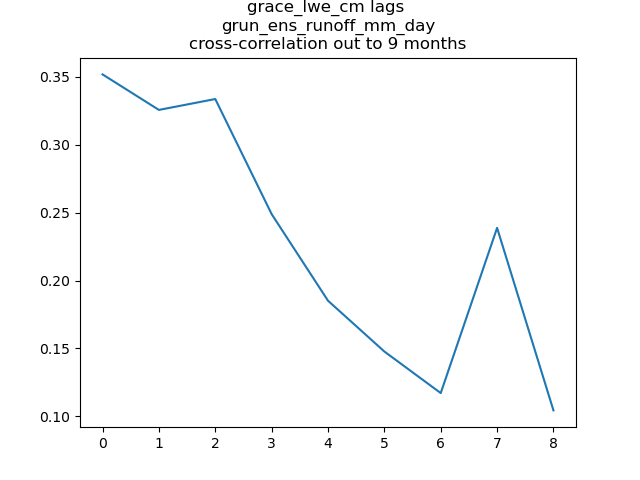 grace_lwe_cm lags
grun_ens_runoff_mm_day
cross-correlation out to 9 months
0.35
0.30
0.25
0.20
0.15
0.10
0 1 2 3 4 5 6 7 8